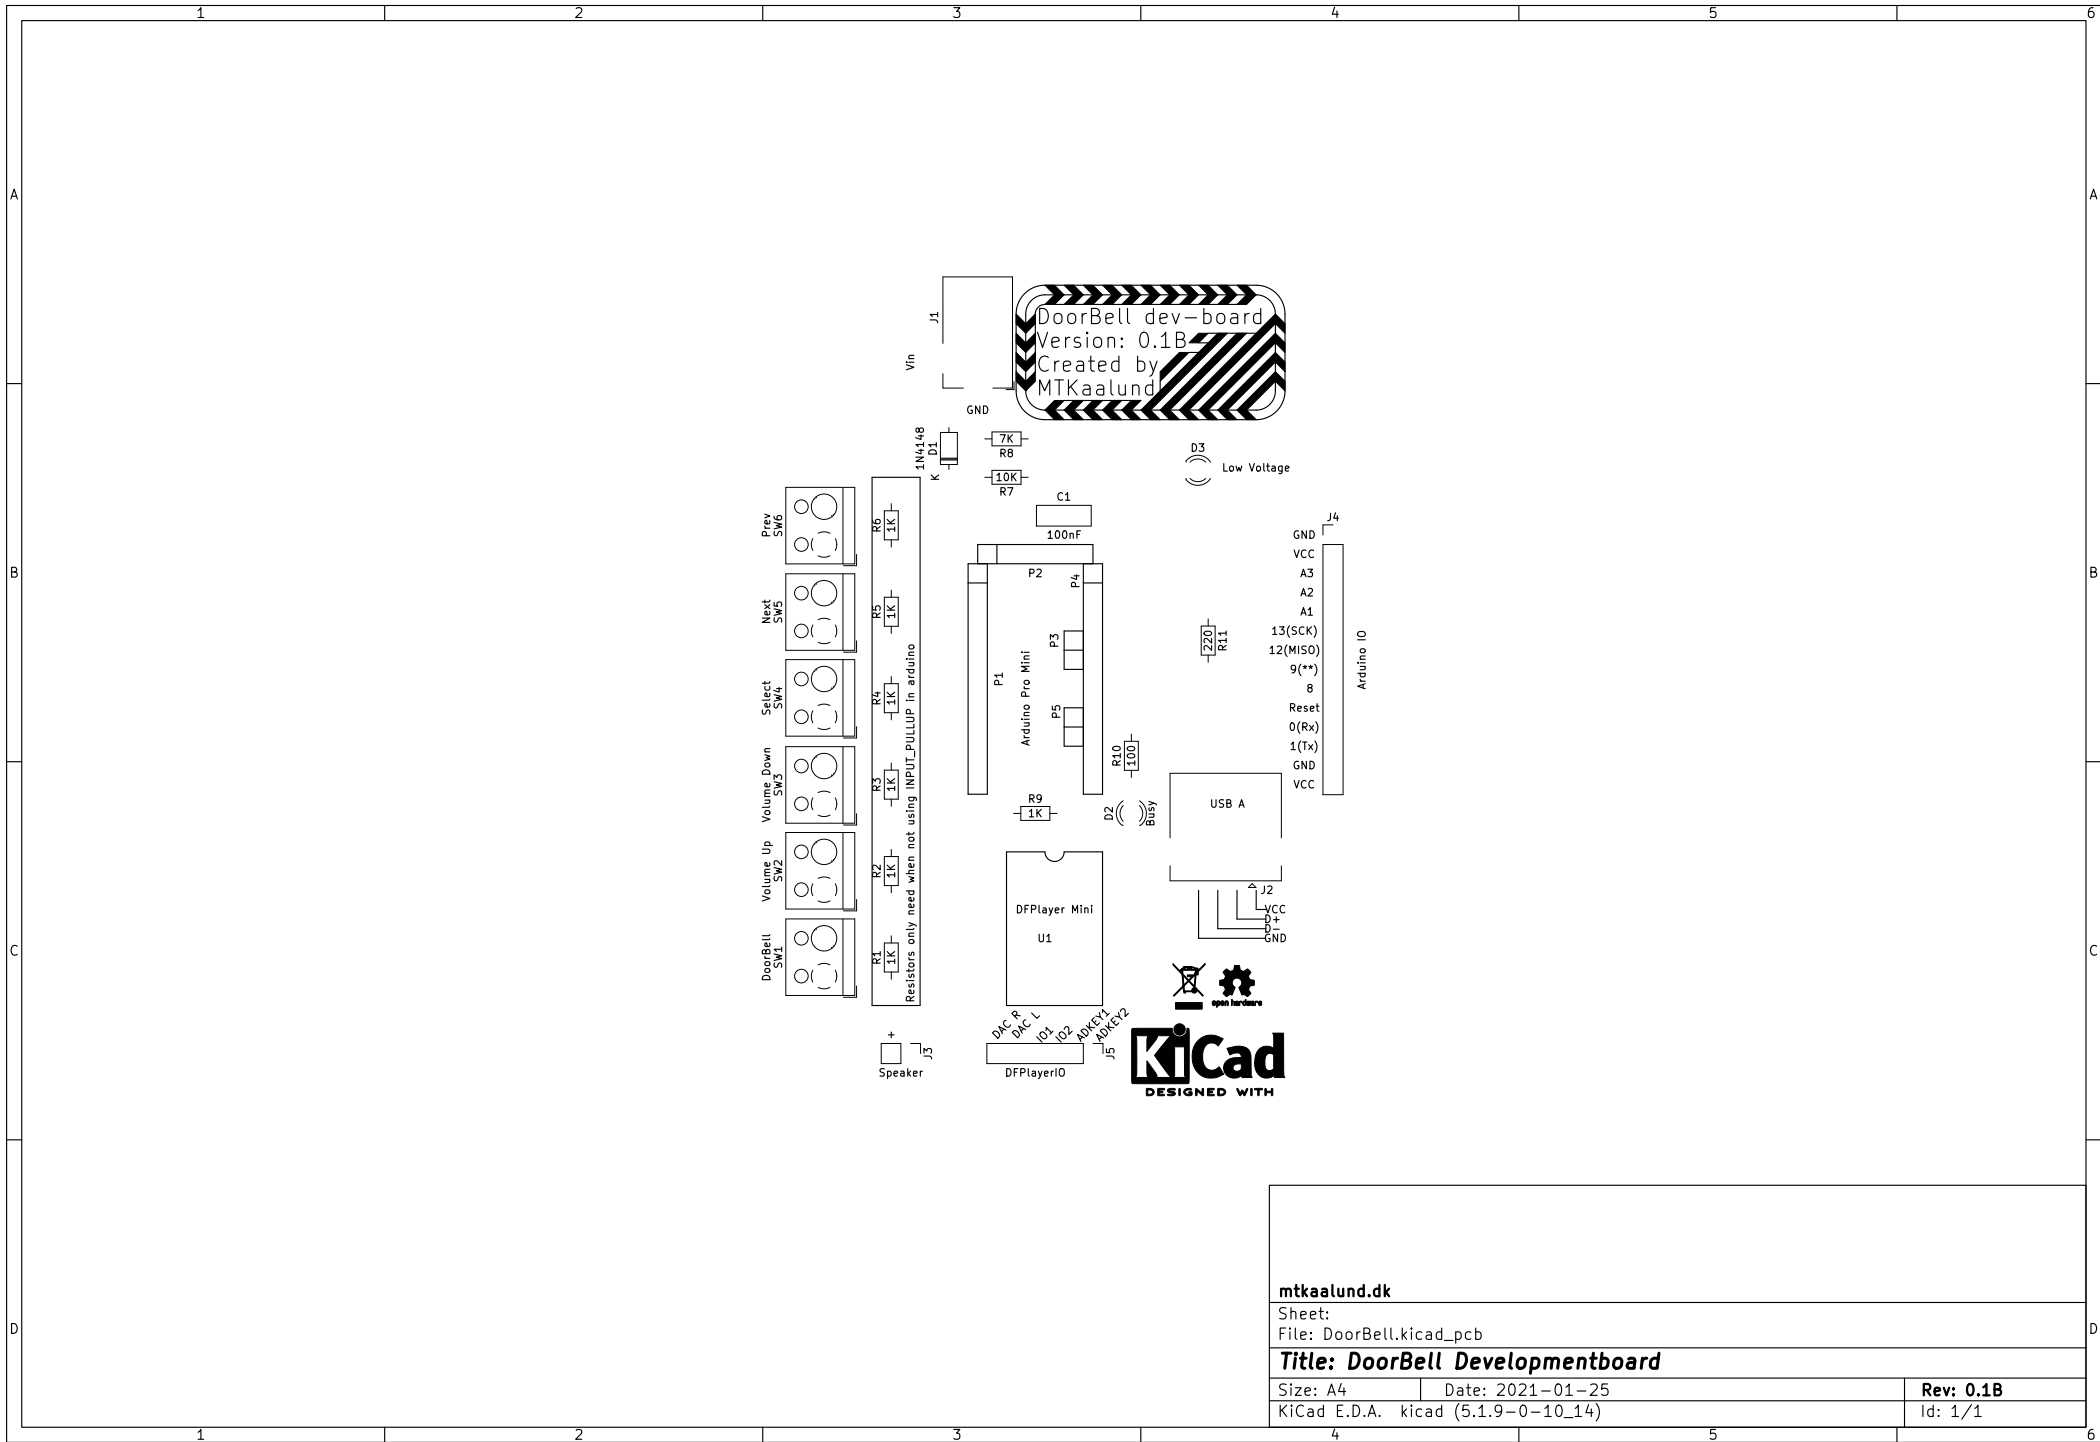 1 2 3 4 5 6
A A
J1
Vin
GND
DoorBell dev-board
Version: 0.1B
Created by
MTKaalund
1N4148
D1
K
7K
R8
10K
R7
D3
Low Voltage
C1
100nF
B B
Prev
SW6
Next
SW5
Select
SW4
Volume Down
SW3
Volume Up
SW2
DoorBell
SW1
R6
1K
R5
1K
R4
1K
R3
1K
R2
1K
R1
1K
Resistors only need when not using INPUT_PULLUP in arduino
P2
P4
P3
P1
Arduino Pro Mini
P5
R10
100
R9
1K
D2
Busy
220
R11
J4
GND
VCC
A3
A2
A1
13(SCK)
12(MISO)
9(**)
8
Reset
0(Rx)
1(Tx)
GND
VCC
Arduino IO
USB A
J2
VCC
D+
D-
GND
DFPlayer Mini
U1
C C
open hardware
+
J3
Speaker
DAC R
DAC L
IO1
IO2
ADKEY1
ADKEY2
J5
DFPlayerIO
KiCad
DESIGNED WITH
D D
mtkaalund.dk
Sheet:
File: DoorBell.kicad_pcb
Title: DoorBell Developmentboard
Size: A4 Date: 2021-01-25 Rev: 0.1B
KiCad E.D.A. kicad (5.1.9-0-10_14) Id: 1/1
1 2 3 4 5 6